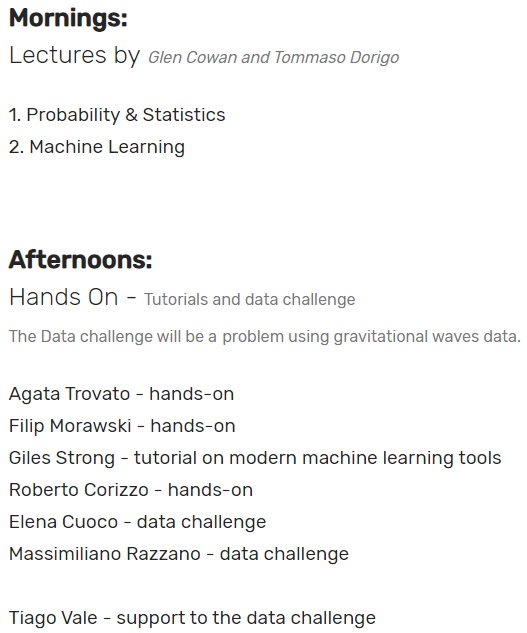 Mornings:
Lectures by Glen Cowan and Tommaso Dorigo
1. Probability & Statistics
2. Machine Learning
Afternoons:
Hands On - Tutorials and data challenge
The Data challenge will be a problem using gravitational waves data.
Agata Trovato - hands-on
Filip Morawski - hands-on
Giles Strong - tutorial on modern machine learning tools
Roberto Corizzo - hands-on
Elena Cuoco - data challenge
Massimiliano Razzano - data challenge
Tiago Vale - support to the data challenge